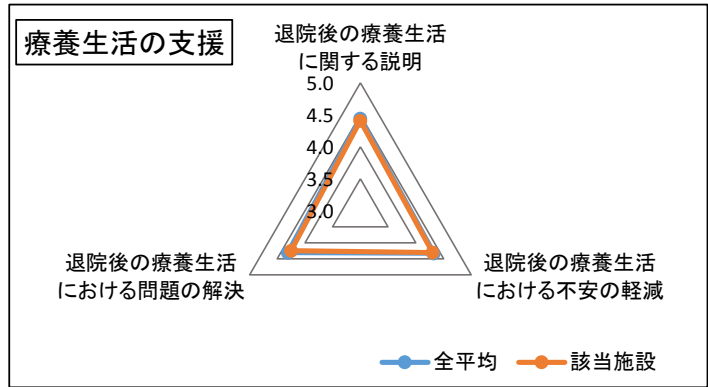 療養生活の支援
退院後の療養生活
に関する説明
5.0
4.5
4.0
3.5
3.0
退院後の療養生活
における問題の解決
退院後の療養生活
における不安の軽減
全平均
該当施設